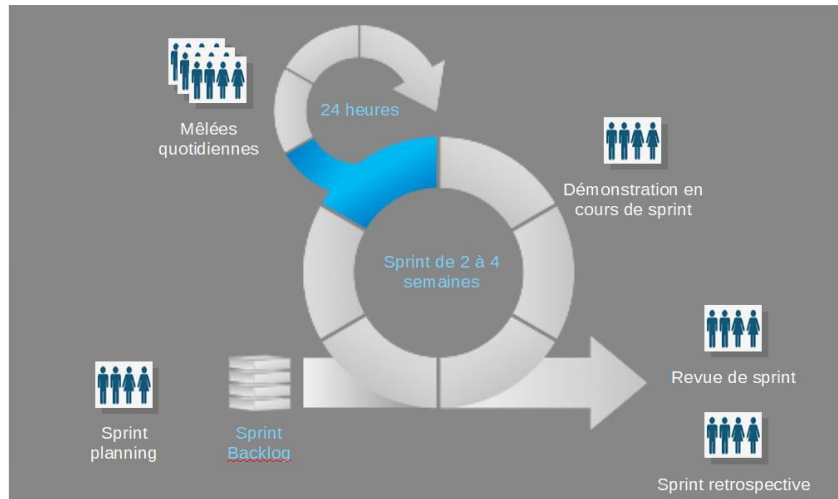 24 heures
Mêlées
quotidiennes
Démonstration en
cours de sprint
Sprint de 2 à 4
semaines
Revue de sprint
Sprint
planning
Sprint
Backlog
Sprint retrospective